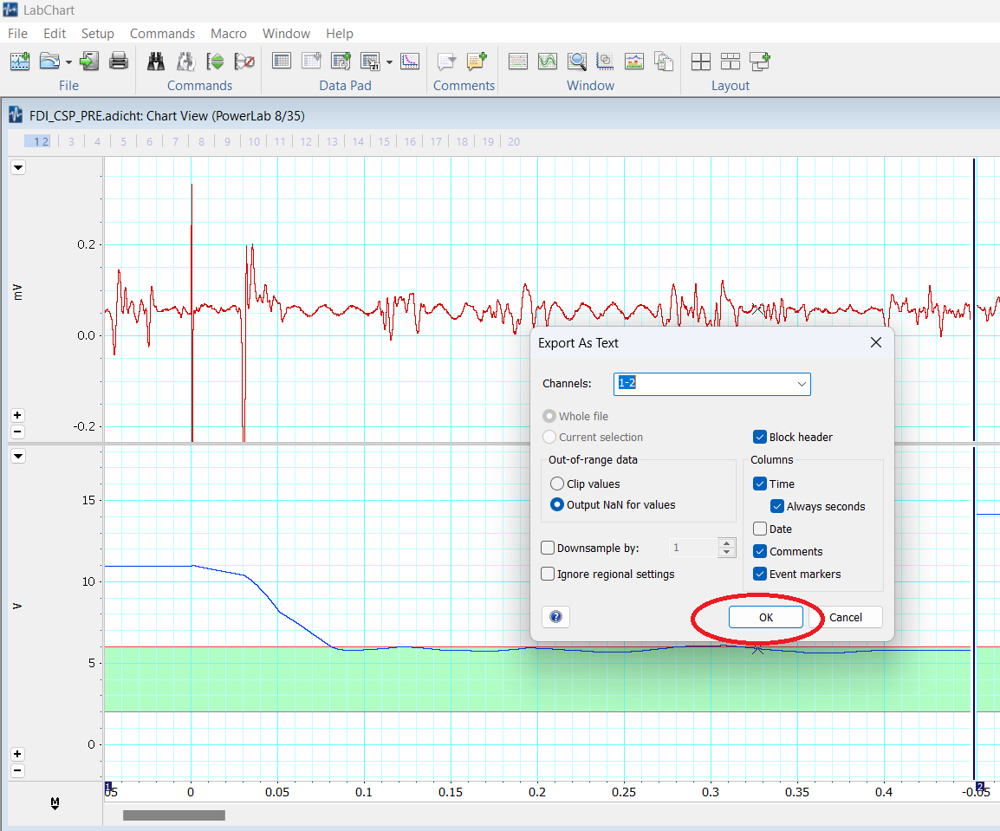 LabChart
File Edit Setup Commands Macro Window Help
File Commands Data Pad Comments Window Layout
FDI_CSP_PRE.adicht: Chart View (PowerLab 8/35)
1 2 3 4 5 6 7 8 9 10 11 12 13 14 15 16 17 18 19 20
mV
0.2
0.0
-0.2
Export As Text
Channels: 1-2
Whole file
Current selection
Block header
Out-of-range data
Columns
Clip values
Time
Output NaN for values
Always seconds
Date
Downsample by: 1
Comments
Ignore regional settings
Event markers
? OK Cancel
V
15
10
5
0
M
1
2
05 0 0.05 0.1 0.15 0.2 0.25 0.3 0.35 0.4 -0.05